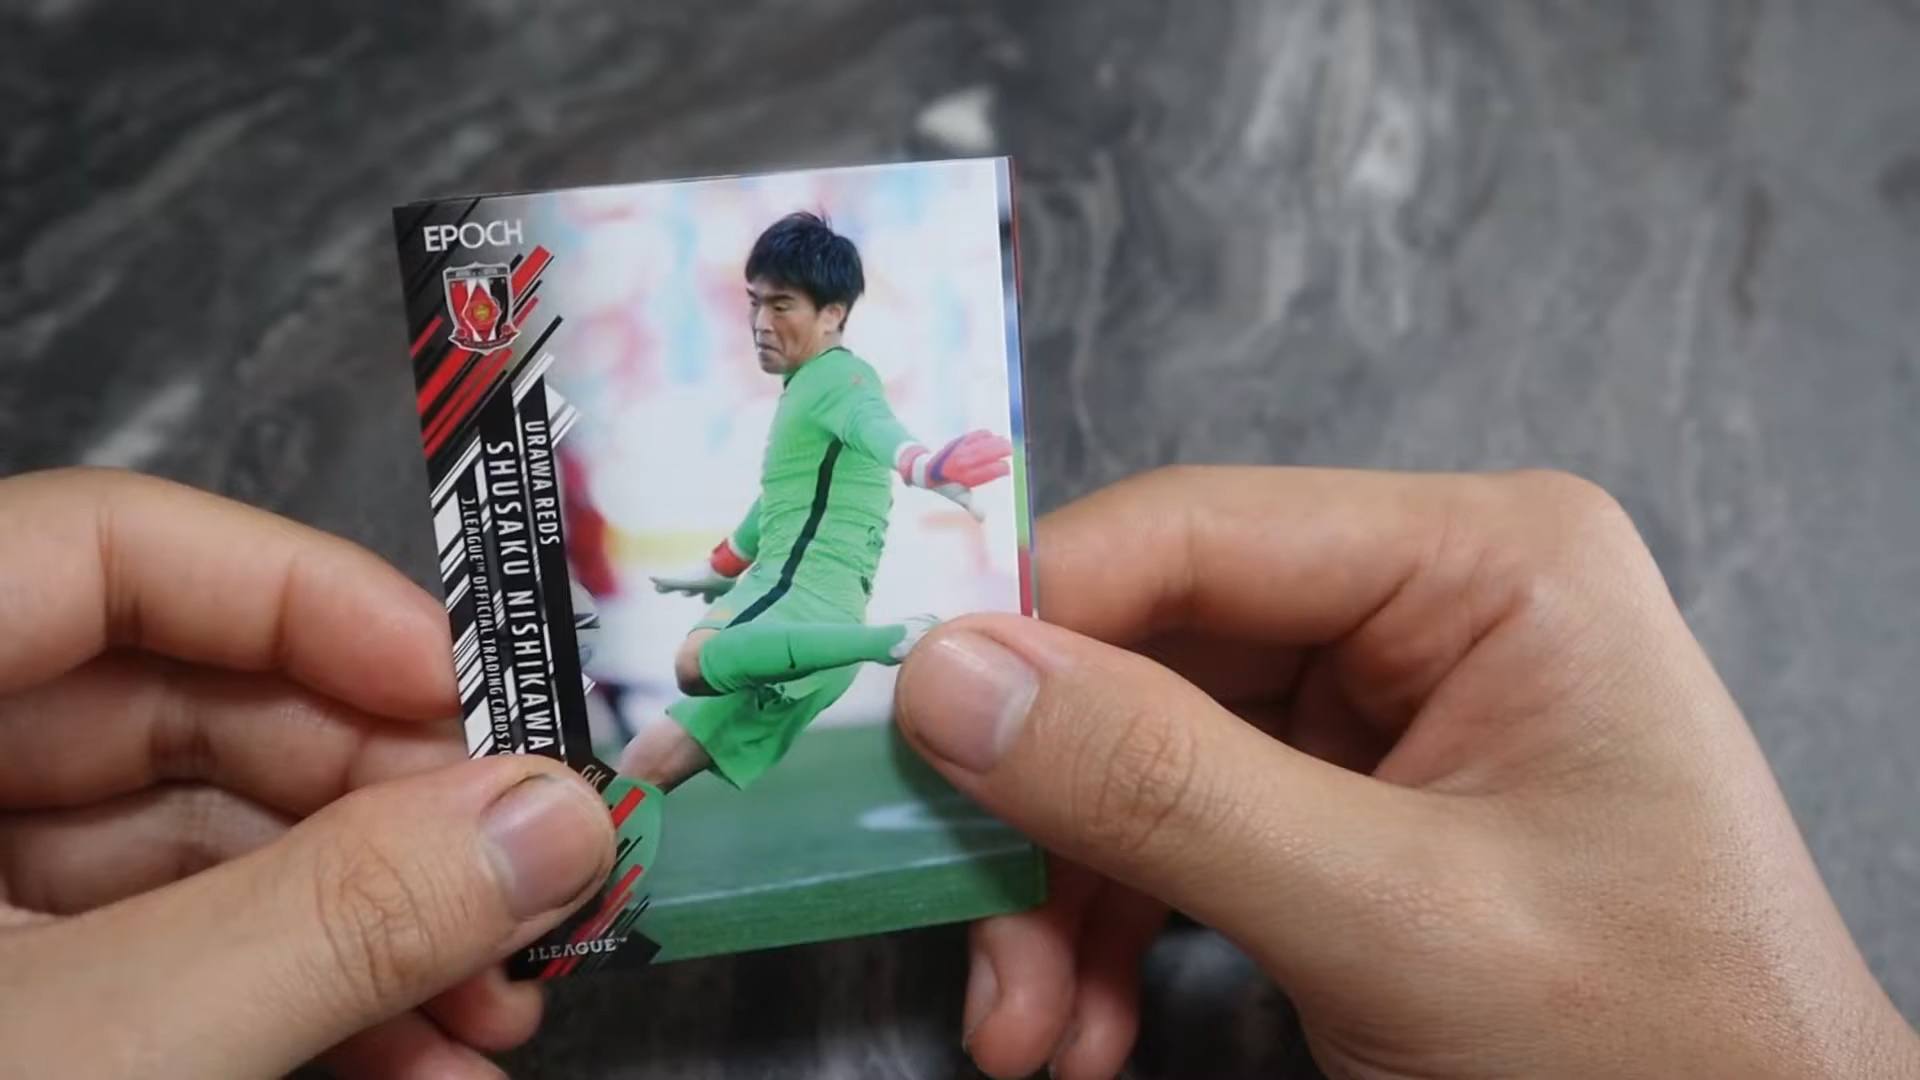 EPOCH
URAWA REDS
SHUSAKU NISHIKAWA
J.LEAGUE™ OFFICIAL TRADING CARDS
GK
J.LEAGUE™